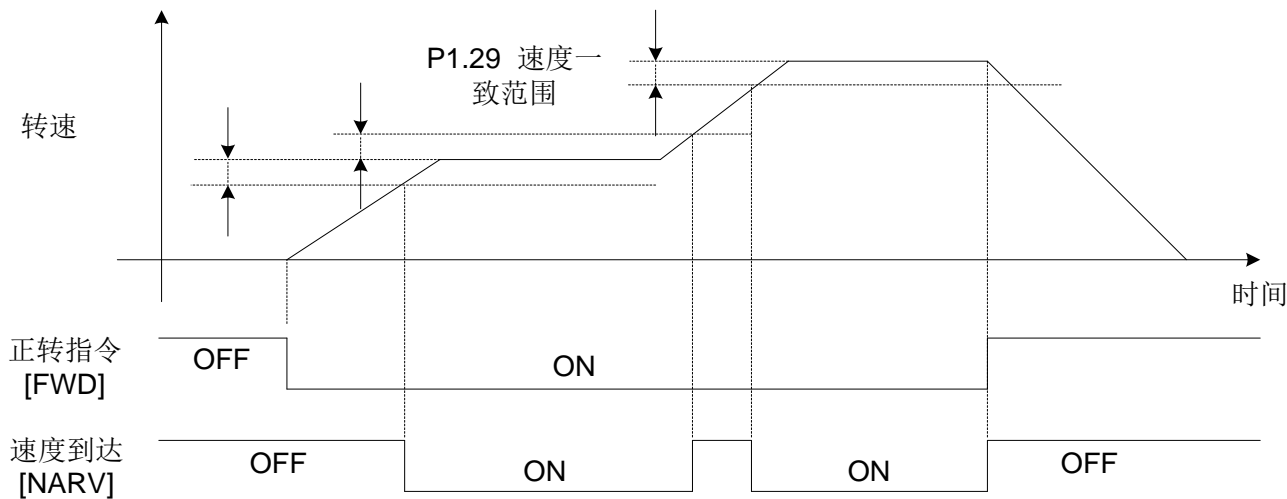 P1.29 速度一
致范围
转速
时间
正转指令
[FWD]
OFF
ON
速度到达
[NARV]
OFF
ON
ON
OFF